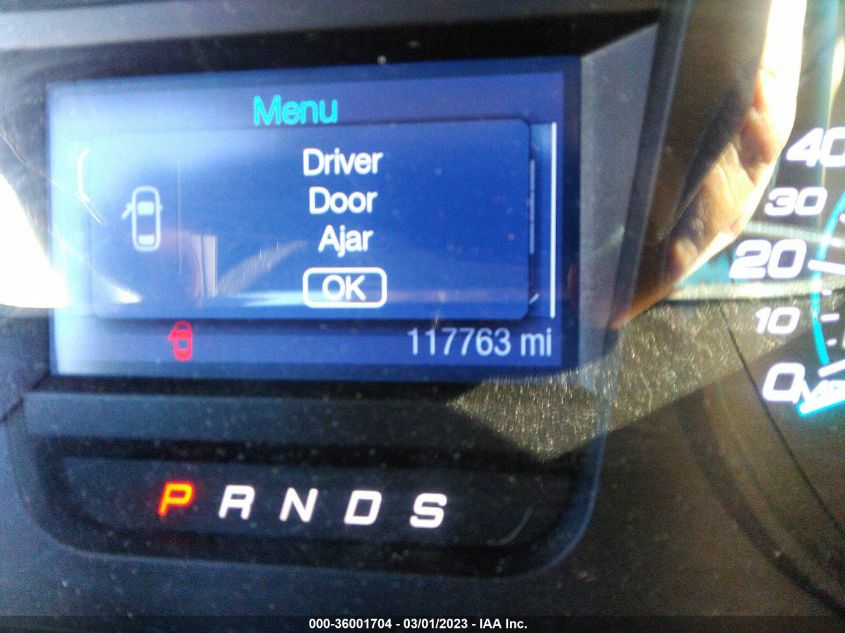 Menu
Driver
Door
Ajar
OK
117763 mi
P R N D S
40
30
20
10
0
000-36001704 - 03/01/2023 - IAA Inc.